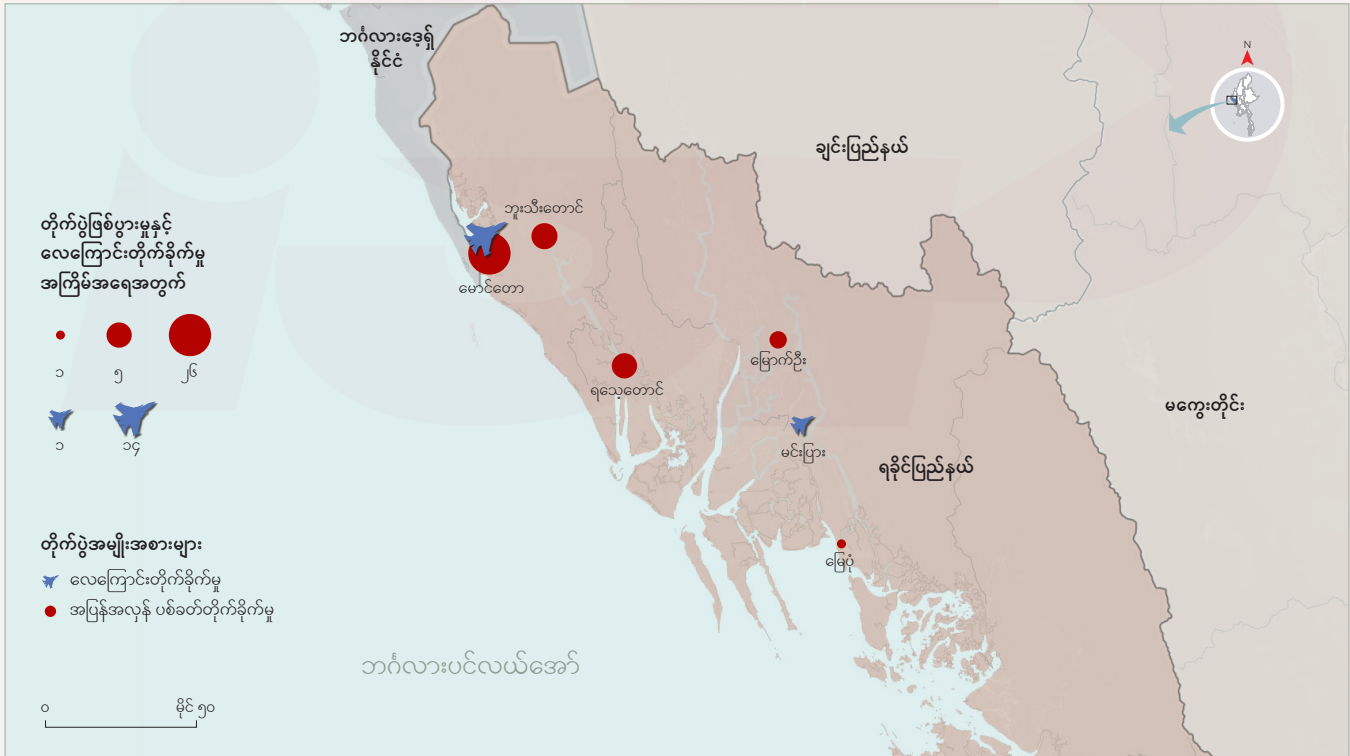 ဘင်္ဂလားဒေ့ရှ်
နိုင်ငံ
N
ချင်းပြည်နယ်
ဘူးသီးတောင်
တိုက်ပွဲဖြစ်ပွားမှုနှင့်
လေကြောင်းတိုက်ခိုက်မှု
အကြိမ်အရေအတွက်
မောင်တော
၁
၅
၂၆
မြောက်ဦး
ရသေ့တောင်
မကွေးတိုင်း
၁
၁၄
မင်းပြား
ရခိုင်ပြည်နယ်
တိုက်ပွဲအမျိုးအစားများ
လေကြောင်းတိုက်ခိုက်မှု
အပြန်အလှန် ပစ်ခတ်တိုက်ခိုက်မှု
မြေပုံ
ဘင်္ဂလားပင်လယ်အော်
၀
မိုင် ၅၀